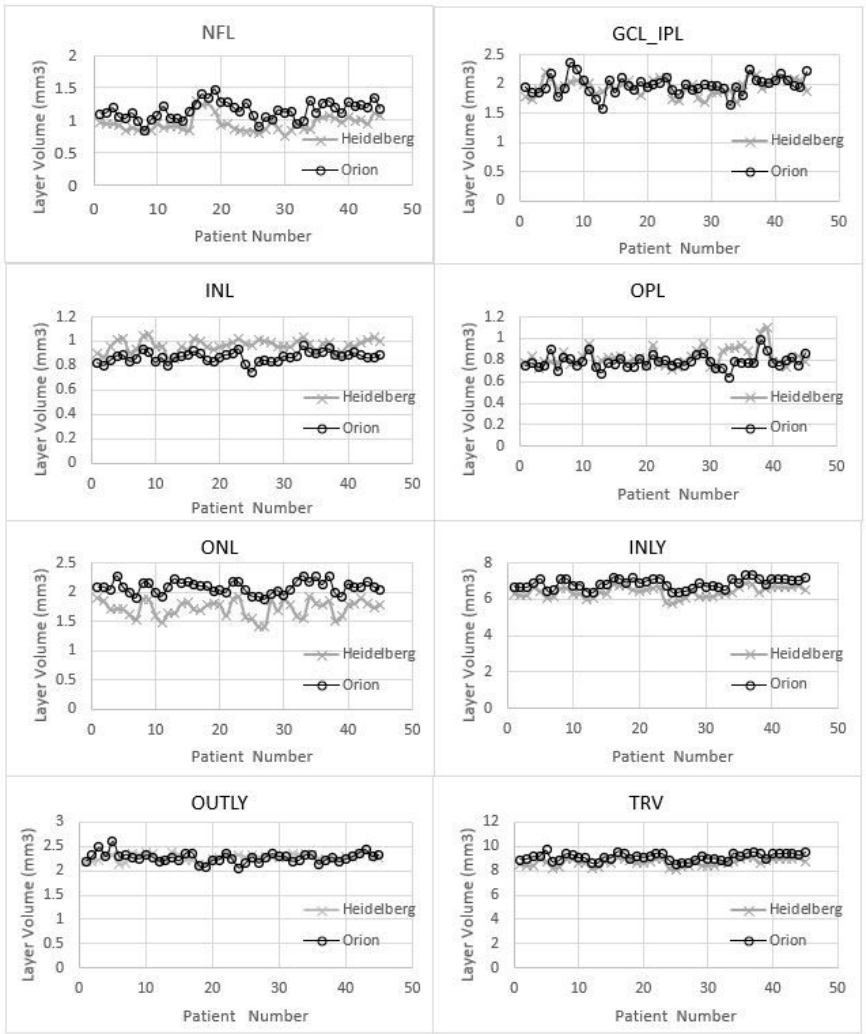 NFL
Layer Volume (mm3)
2
1.5
1
0.5
0
0 10 20 30 40 50
Heidelberg
Orion
Patient Number
GCL_IPL
Layer Volume (mm3)
2.5
2
1.5
1
0.5
0
0 10 20 30 40 50
Heidelberg
Orion
Patient Number
INL
Layer Volume (mm3)
1.2
1
0.8
0.6
0.4
0.2
0
0 10 20 30 40 50
Heidelberg
Orion
Patient Number
OPL
Layer Volume (mm3)
1.2
1
0.8
0.6
0.4
0.2
0
0 10 20 30 40 50
Heidelberg
Orion
Patient Number
ONL
Layer Volume (mm3)
2.5
2
1.5
1
0.5
0
0 10 20 30 40 50
Heidelberg
Orion
Patient Number
INLY
Layer Volume (mm3)
8
6
4
2
0
0 10 20 30 40 50
Heidelberg
Orion
Patient Number
OUTLY
Layer Volume (mm3)
3
2.5
2
1.5
1
0.5
0
0 10 20 30 40 50
Heidelberg
Orion
Patient Number
TRV
Layer Volume (mm3)
12
10
8
6
4
2
0
0 10 20 30 40 50
Heidelberg
Orion
Patient Number